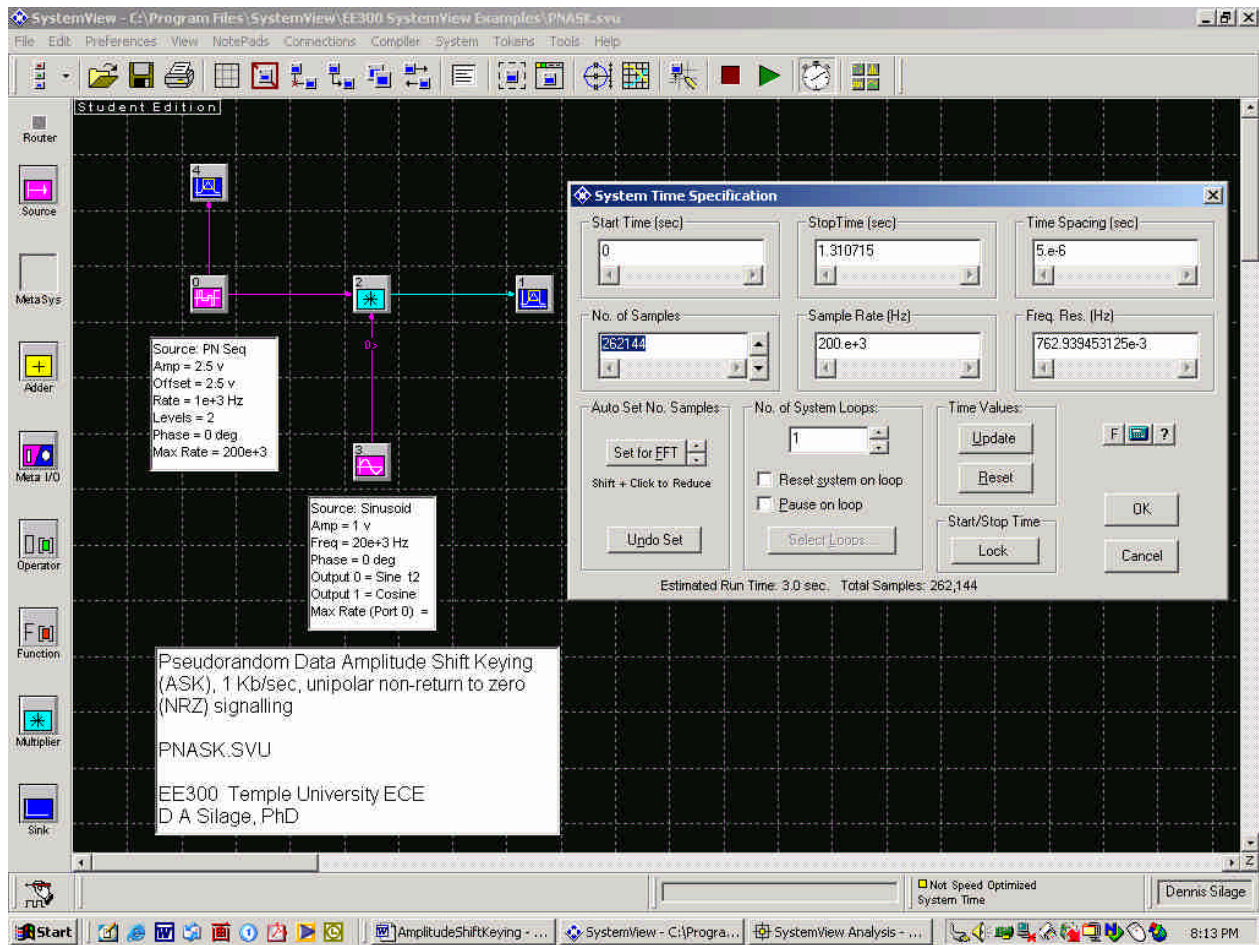 SystemView - C:\Program Files\SystemView\EE300 SystemView Examples\PNASK.svu
File Edit Preferences View NotePads Connections Compiler System Tokens Tools Help
Student Edition
Router
Source
MetaSys
Adder
Meta I/O
Operator
Function
Multiplier
Sink
4
0
2
1
0>
3
Source: PN Seq
Amp = 2.5 v
Offset = 2.5 v
Rate = 1e+3 Hz
Levels = 2
Phase = 0 deg
Max Rate = 200e+3
Source: Sinusoid
Amp = 1 v
Freq = 20e+3 Hz
Phase = 0 deg
Output 0 = Sine t2
Output 1 = Cosine
Max Rate (Port 0) =
Pseudorandom Data Amplitude Shift Keying
(ASK), 1 Kb/sec, unipolar non-return to zero
(NRZ) signalling
PNASK.SVU
EE300 Temple University ECE
D A Silage, PhD
System Time Specification
Start Time (sec)
0
StopTime (sec)
1.310715
Time Spacing (sec)
5.e-6
No. of Samples
262144
Sample Rate (Hz)
200.e+3
Freq. Res. (Hz)
762.939453125e-3
Auto Set No. Samples
Set for FFT
Shift + Click to Reduce
Undo Set
No. of System Loops:
1
Reset system on loop
Pause on loop
Select Loops...
Time Values:
Update
Reset
Start/Stop Time
Lock
F ?
OK
Cancel
Estimated Run Time: 3.0 sec. Total Samples: 262,144
Z
Not Speed Optimized
System Time
Dennis Silage
Start
AmplitudeShiftKeying - ...
SystemView - C:\Progra...
SystemView Analysis - ...
8:13 PM